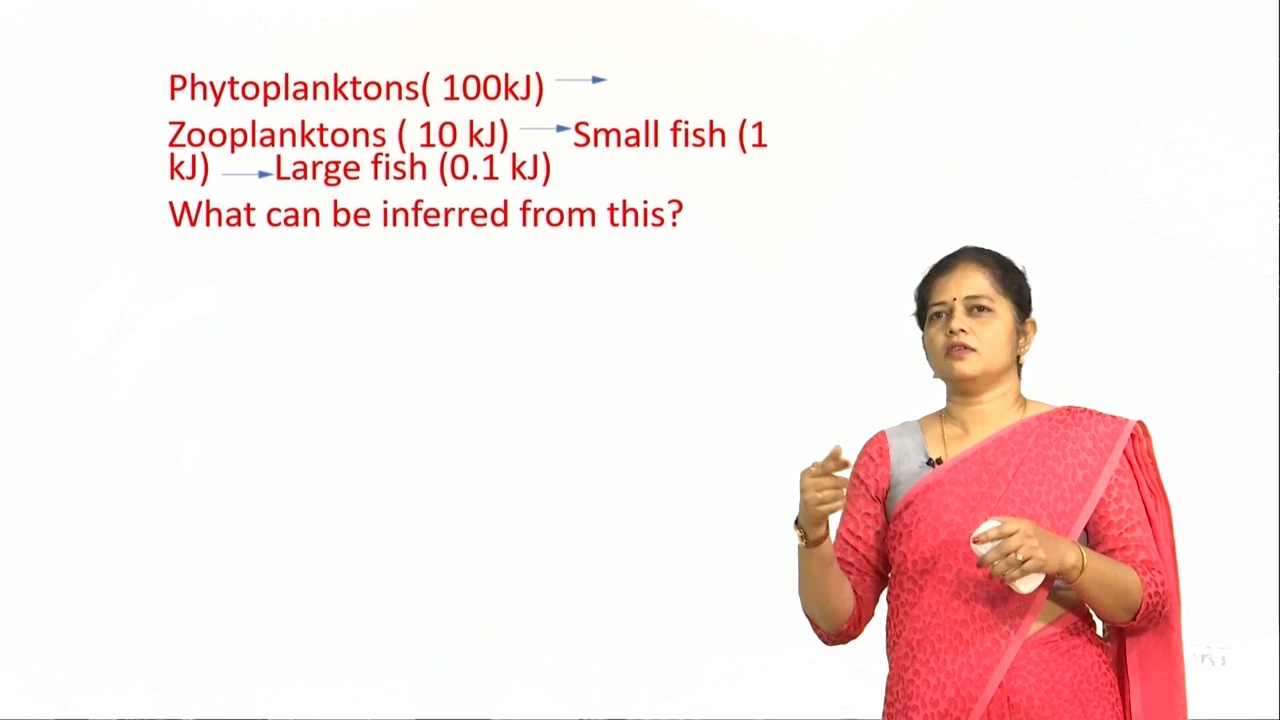 Phytoplanktons( 100kJ)
Zooplanktons ( 10 kJ) Small fish (1
kJ) Large fish (0.1 kJ)
What can be inferred from this?